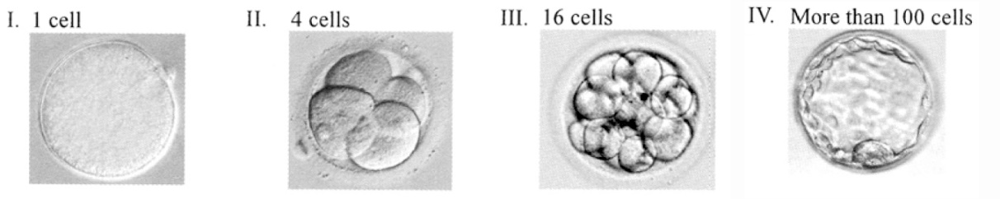 I. 1 cell
II. 4 cells
III. 16 cells
IV. More than 100 cells